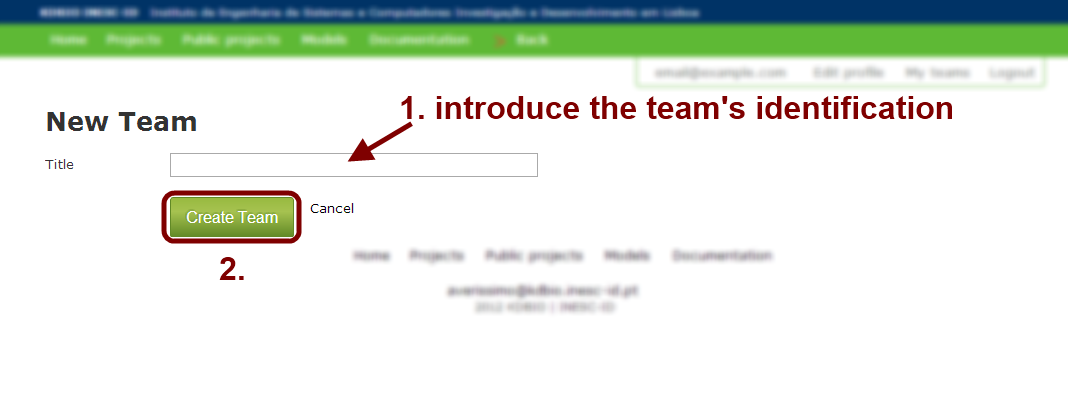 KDBIO INESC-ID Instituto de Engenharia de Sistemas e Computadores Investigação e Desenvolvimento em Lisboa
Home Projects Public projects Models Documentation Back
email@example.com Edit profile My teams Logout
1. introduce the team's identification
New Team
Title
Create Team Cancel
2.
Home Projects Public projects Models Documentation
averissimo@kdbio.inesc-id.pt
2012 KDBIO | INESC-ID